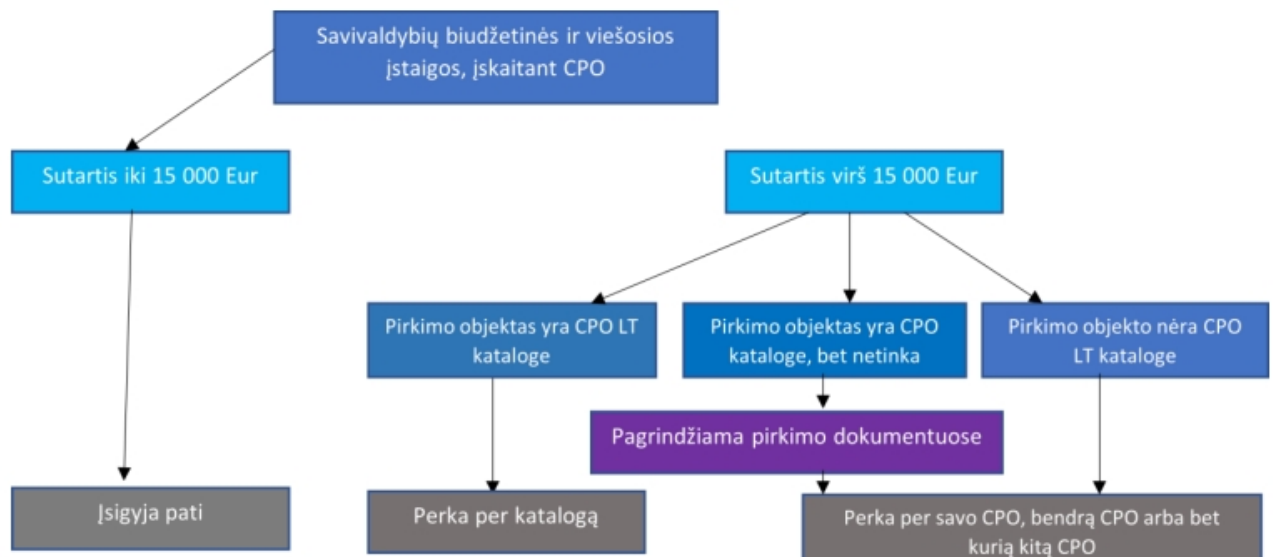 Savivaldybių biudžetinės ir viešosios
įstaigos, įskaitant CPO
Sutartis iki 15 000 Eur
Sutartis virš 15 000 Eur
Pirkimo objektas yra CPO LT
kataloge
Pirkimo objektas yra CPO
kataloge, bet netinka
Pirkimo objekto nėra CPO
LT kataloge
Pagrindžiama pirkimo dokumentuose
Įsigyja pati
Perka per katalogą
Perka per savo CPO, bendrą CPO arba bet
kurią kitą CPO